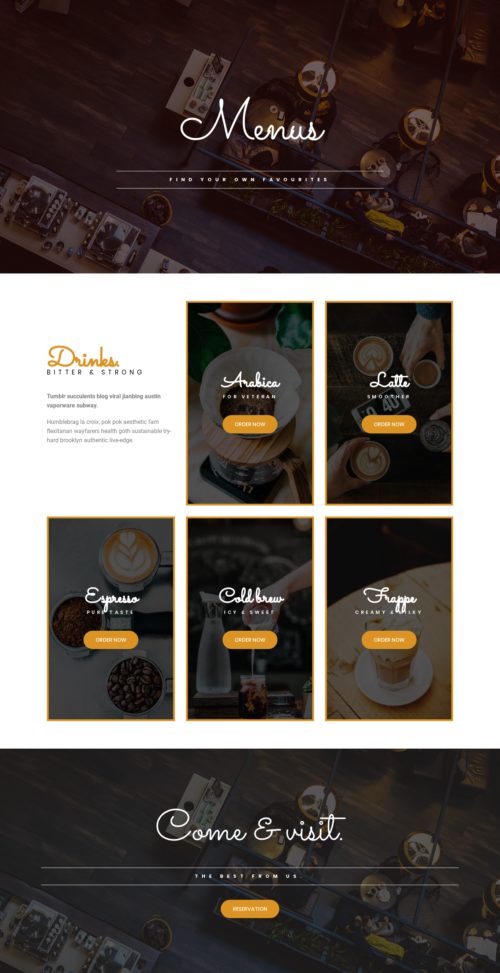 Menus
FIND YOUR OWN FAVOURITES
Drinks.
BITTER & STRONG
Tumblr succulents blog viral jianbing austin
vaporware subway.
Humblebrag la croix, pok pok aesthetic fam
flexitarian wayfarers health goth sustainable try-
hard brooklyn authentic live-edge.
Arabica
FOR VETERAN
ORDER NOW
Latte
SMOOTHER
ORDER NOW
Espresso
PURE TASTE
ORDER NOW
Cold brew
ICY & SWEET
ORDER NOW
Frappe
CREAMY & MILKY
ORDER NOW
Come & visit.
THE BEST FROM US.
RESERVATION